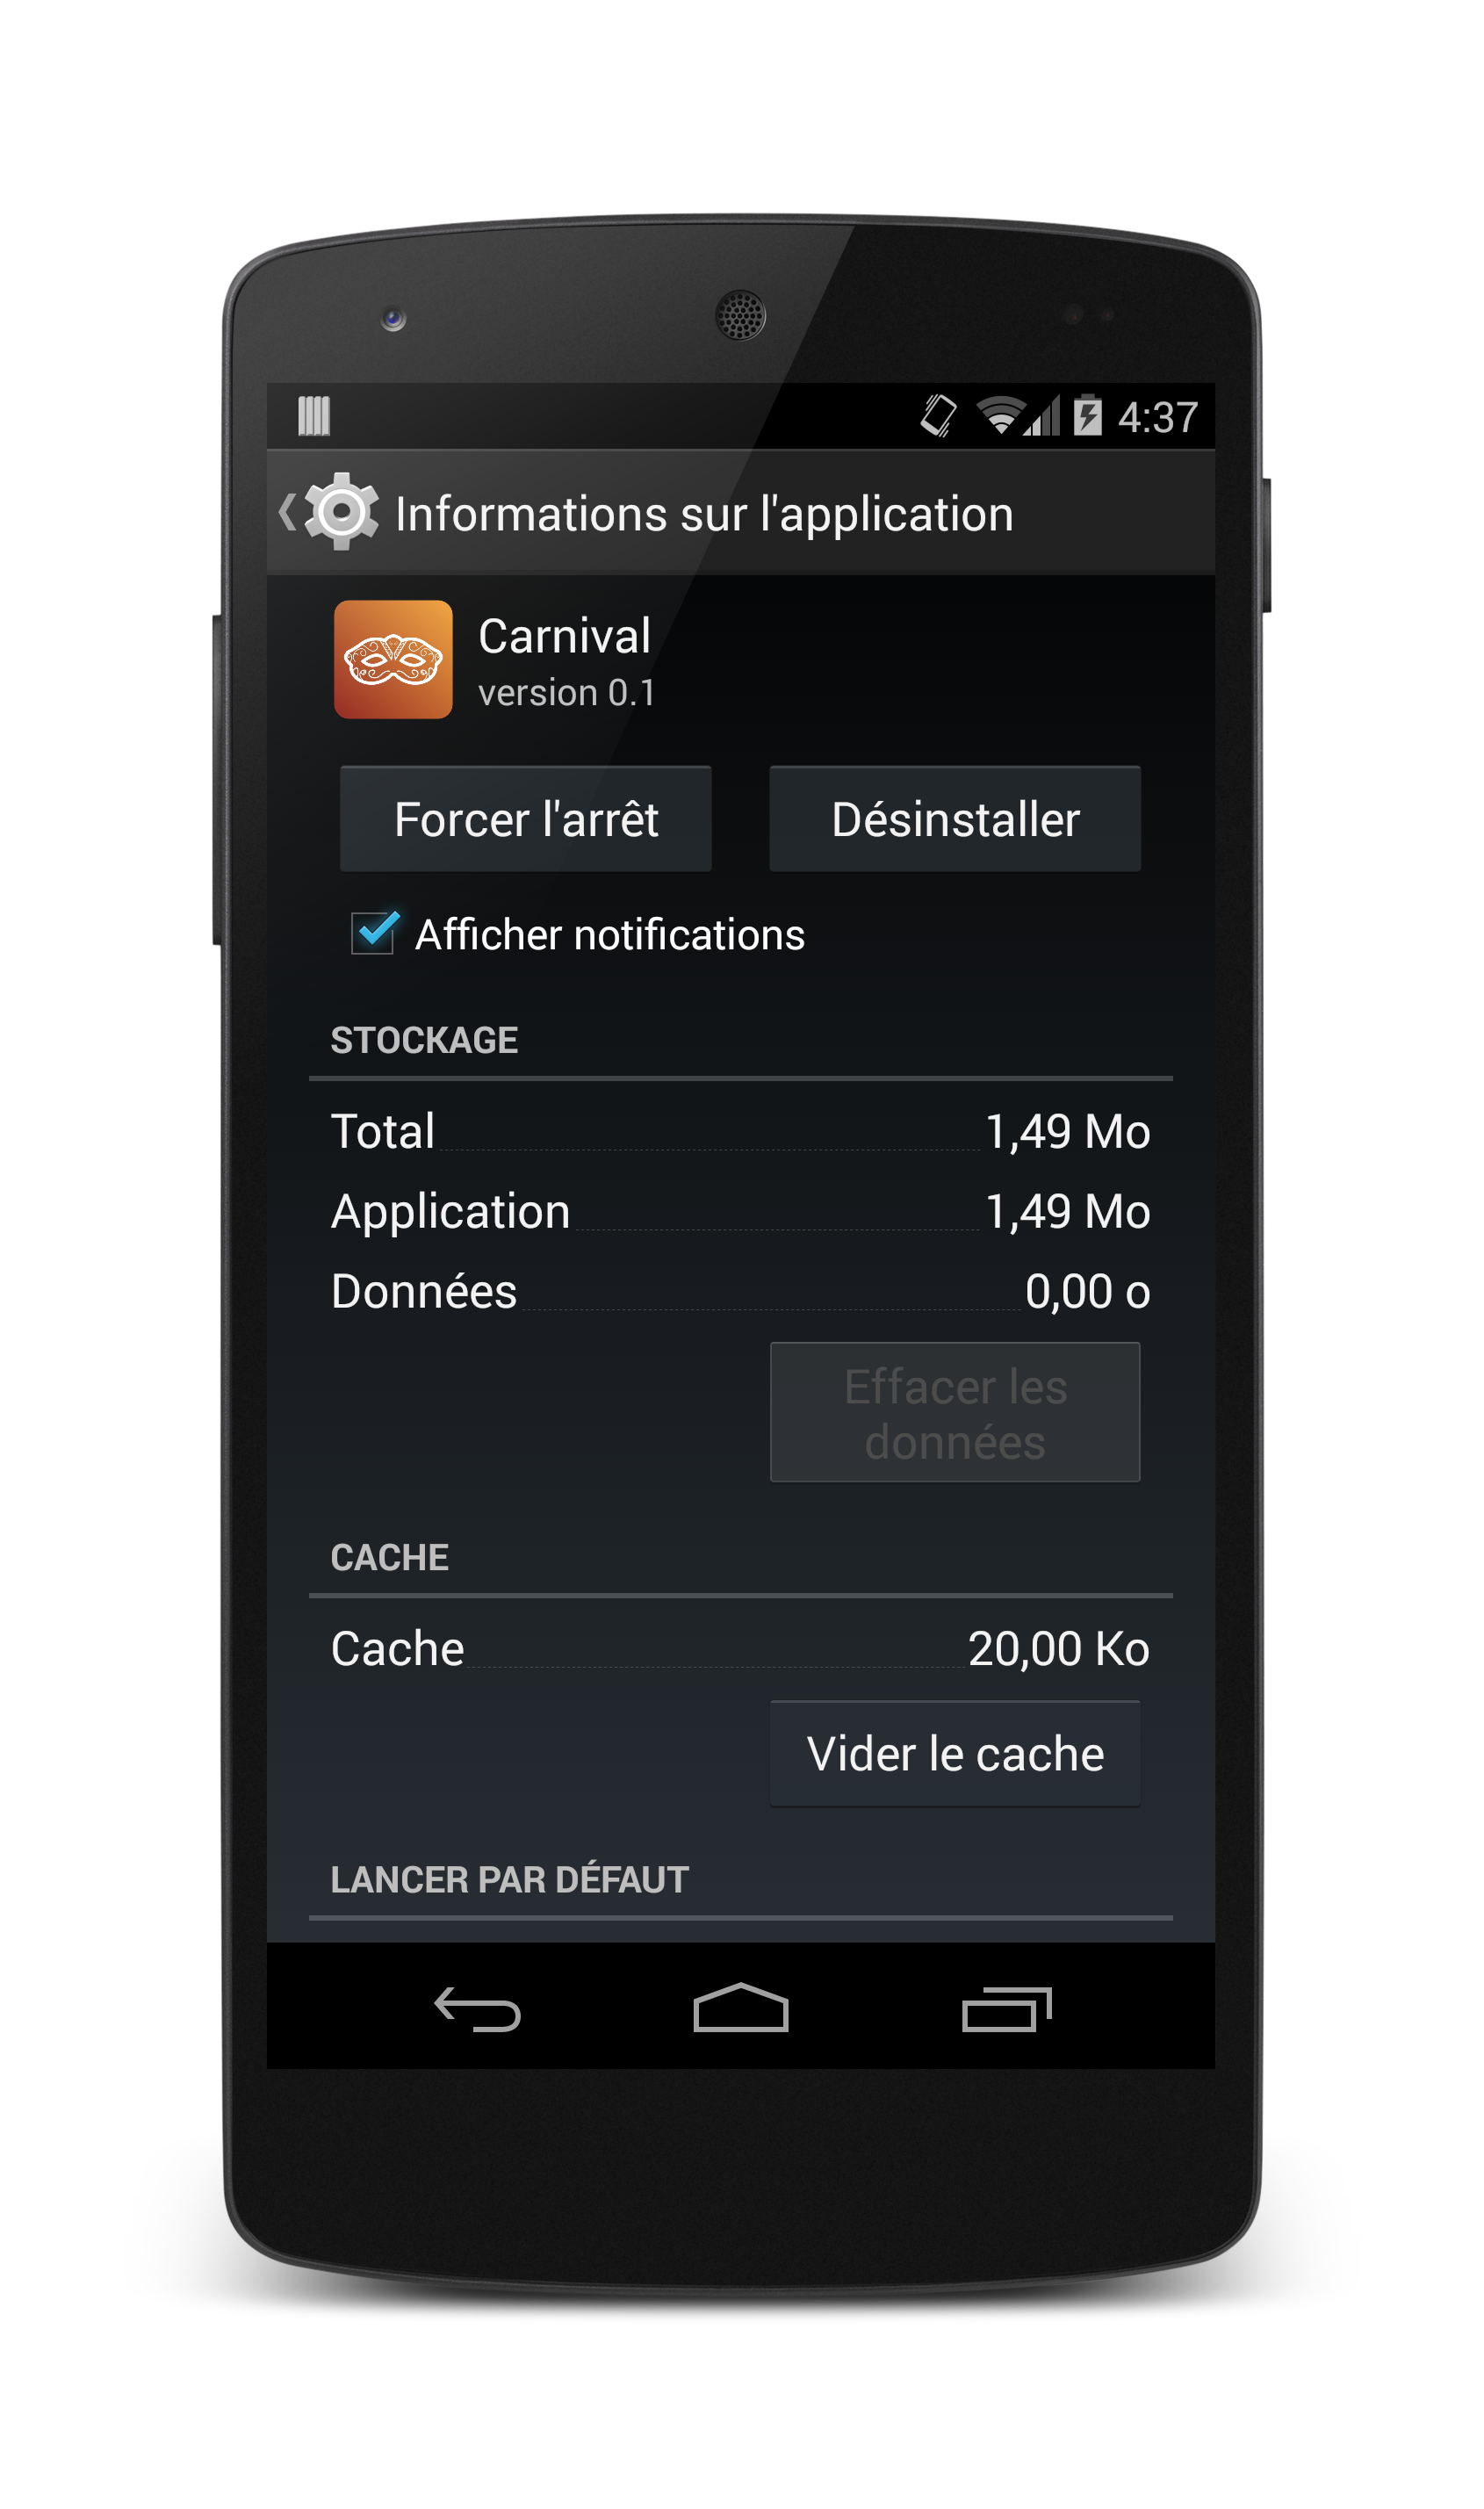 4:37
Informations sur l'application
Carnival
version 0.1
Forcer l'arrêt
Désinstaller
Afficher notifications
STOCKAGE
Total 1,49 Mo
Application 1,49 Mo
Données 0,00 o
Effacer les
données
CACHE
Cache 20,00 Ko
Vider le cache
LANCER PAR DÉFAUT